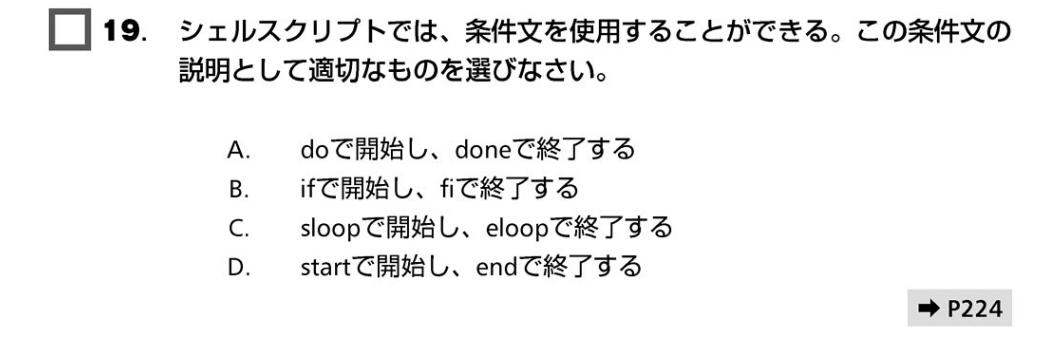 19. シェルスクリプトでは、条件文を使用することができる。この条件文の
説明として適切なものを選びなさい。
A. doで開始し、doneで終了する
B. ifで開始し、fiで終了する
C. sloopで開始し、eloopで終了する
D. startで開始し、endで終了する
➡ P224